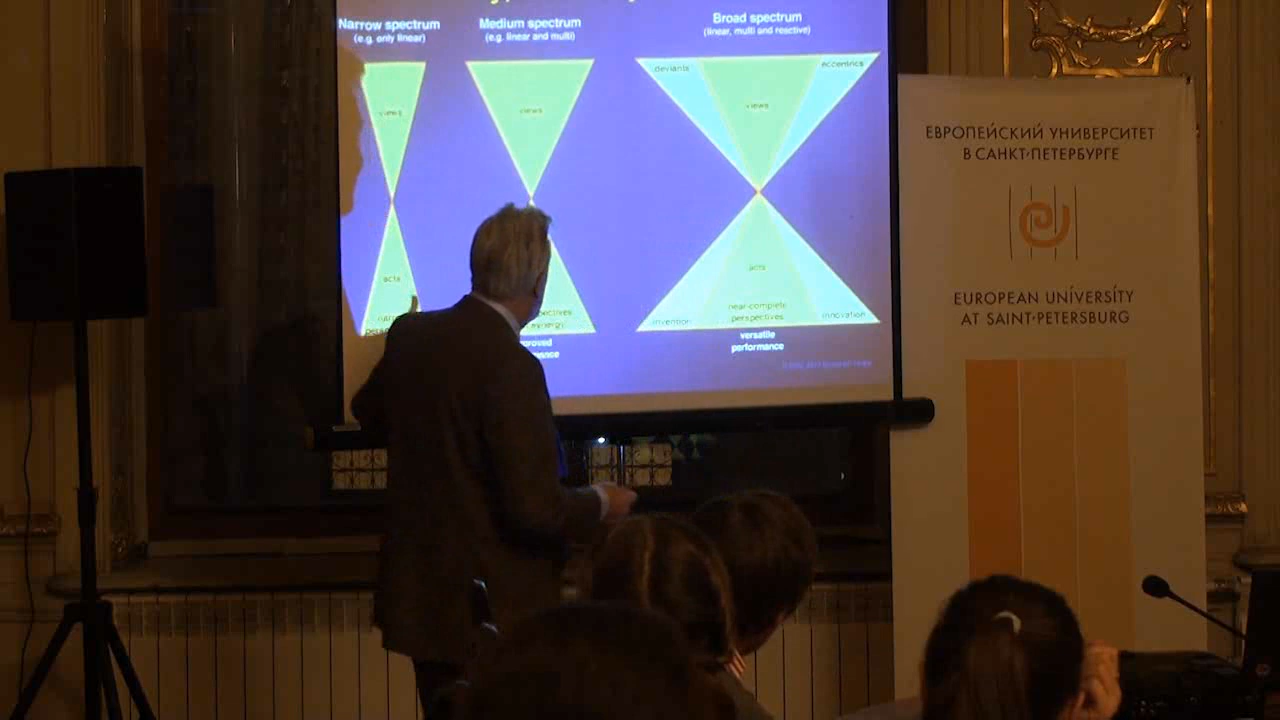 Narrow spectrum
(e.g. only linear)
Medium spectrum
(e.g. linear and multi)
Broad spectrum
(linear, multi and reactive)
views
views
deviants
eccentrics
views
acts
acts
near-complete
perspectives
invention
innovation
versatile
performance
ЕВРОПЕЙСКИЙ УНИВЕРСИТЕТ
В САНКТ-ПЕТЕРБУРГЕ
EUROPEAN UNIVERSITY
AT SAINT-PETERSBURG